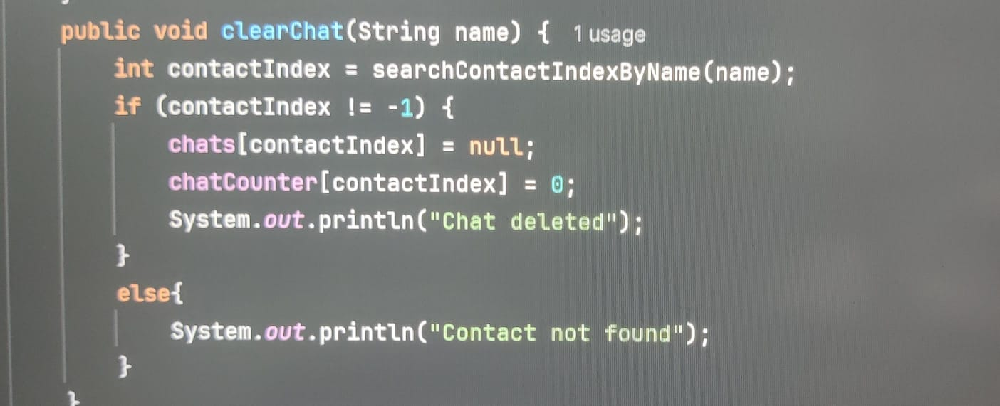 public void clearChat(String name) { 1 usage
int contactIndex = searchContactIndexByName(name);
if (contactIndex != -1) {
chats[contactIndex] = null;
chatCounter[contactIndex] = 0;
System.out.println("Chat deleted");
}
else{
System.out.println("Contact not found");
}
}